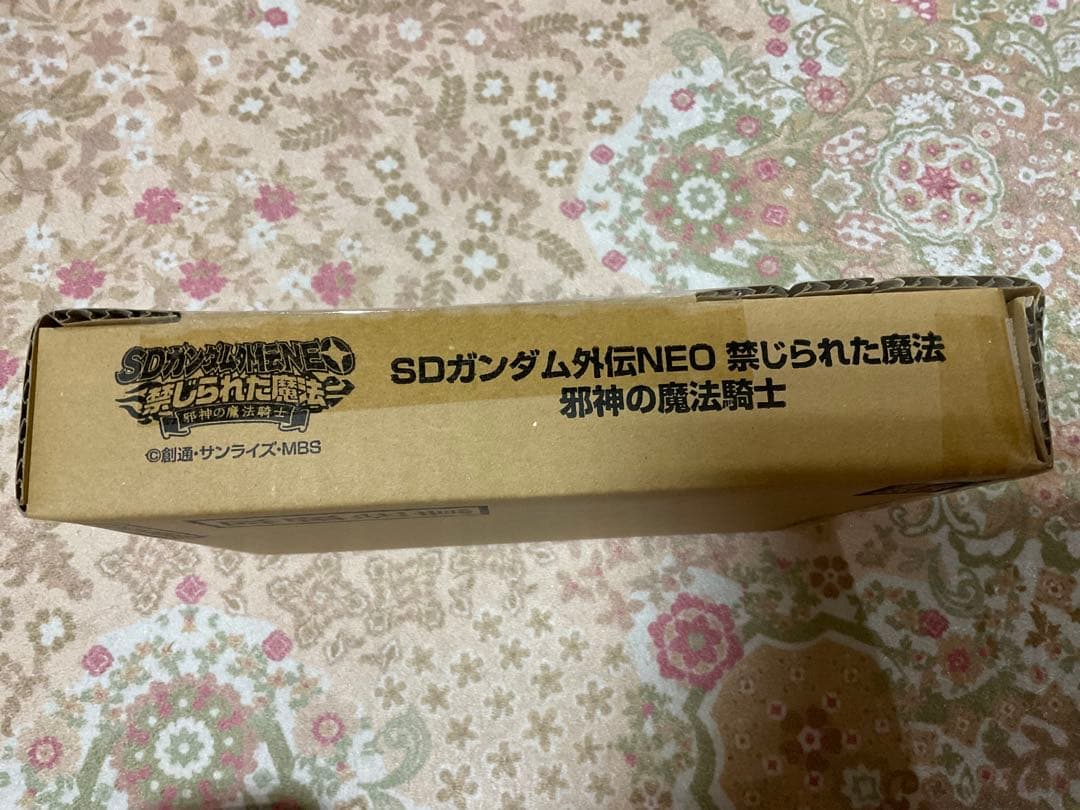 SDガンダム外伝NEO
禁じられた魔法
邪神の魔法騎士
©創通・サンライズ・MBS
SDガンダム外伝NEO 禁じられた魔法
邪神の魔法騎士